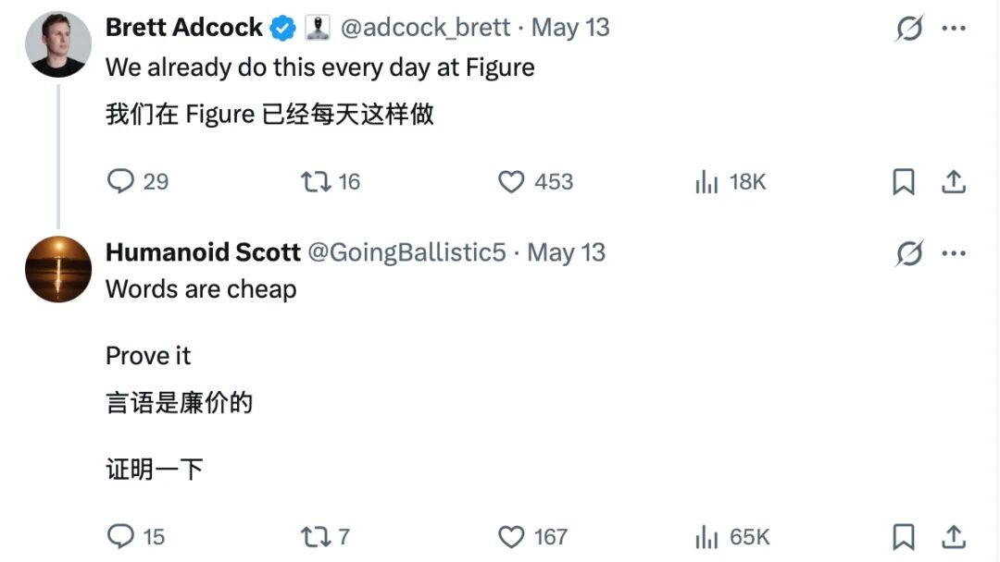 Brett Adcock @adcock_brett · May 13
We already do this every day at Figure
我们在 Figure 已经每天这样做
29 16 453 18K
Humanoid Scott @GoingBallistic5 · May 13
Words are cheap
Prove it
言语是廉价的
证明一下
15 7 167 65K